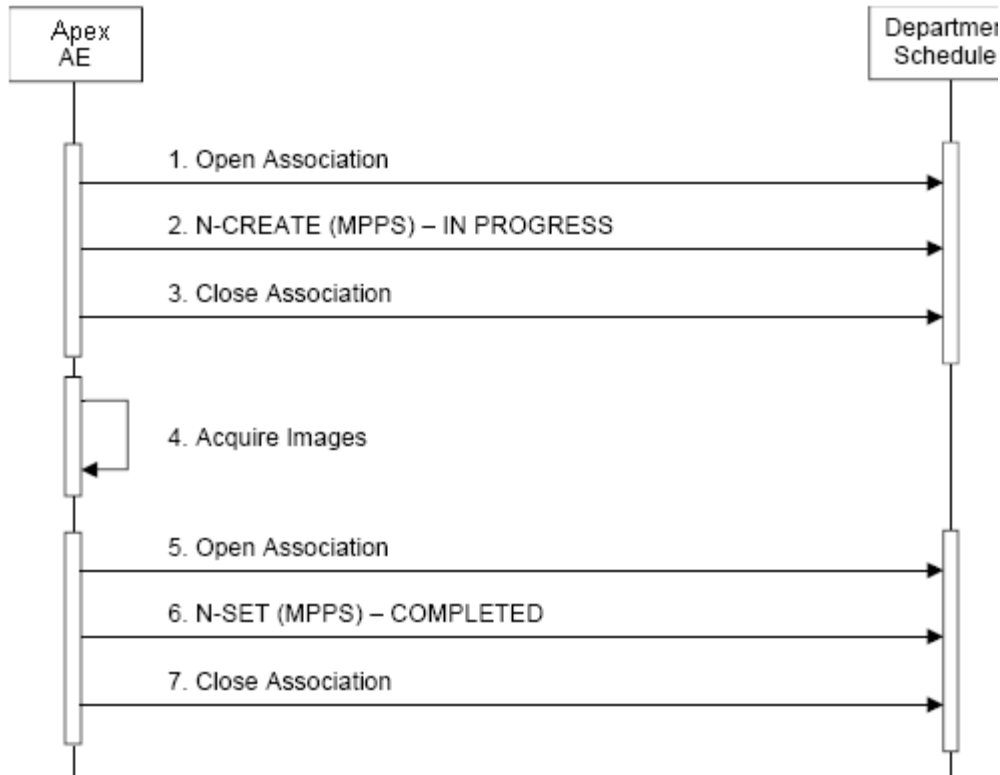 Apex
AE
Departmen
Schedule
1. Open Association
2. N-CREATE (MPPS) – IN PROGRESS
3. Close Association
4. Acquire Images
5. Open Association
6. N-SET (MPPS) – COMPLETED
7. Close Association